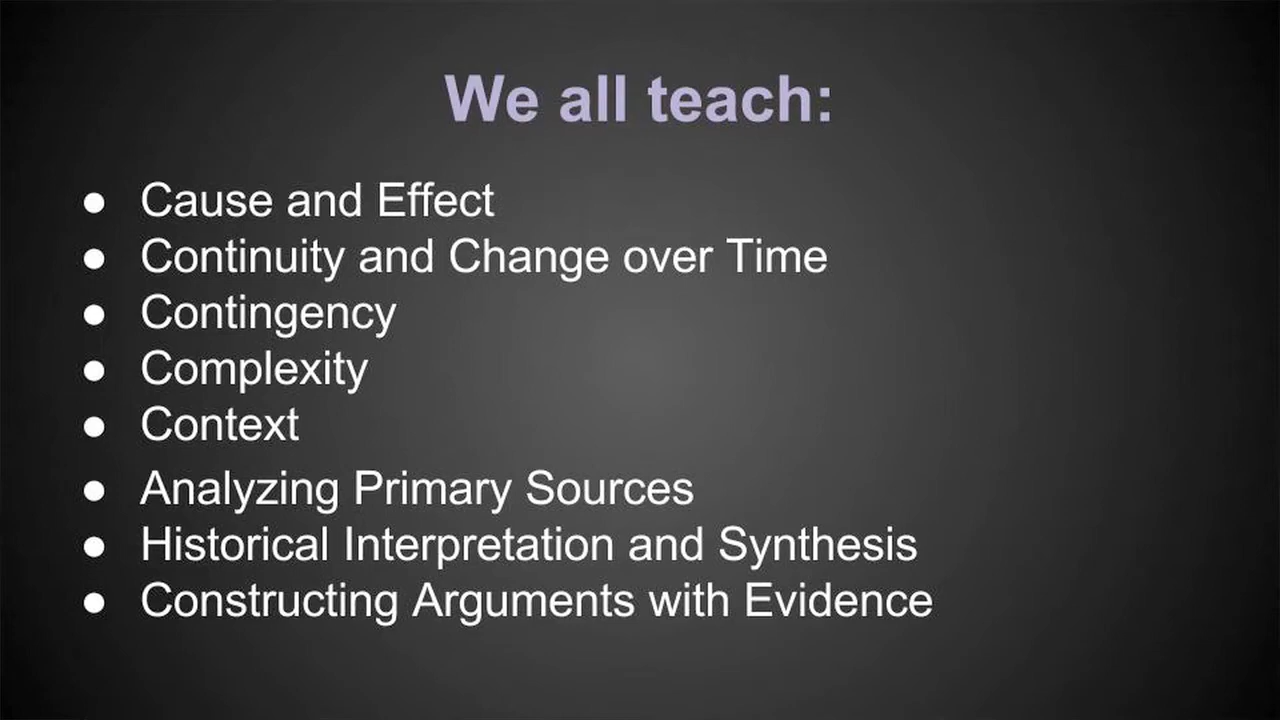 We all teach:
● Cause and Effect
● Continuity and Change over Time
● Contingency
● Complexity
● Context
● Analyzing Primary Sources
● Historical Interpretation and Synthesis
● Constructing Arguments with Evidence